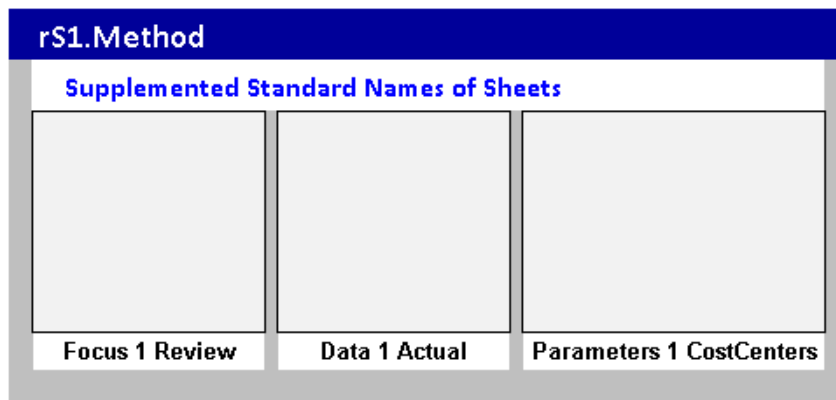 rS1.Method
Supplemented Standard Names of Sheets
Focus 1 Review
Data 1 Actual
Parameters 1 CostCenters